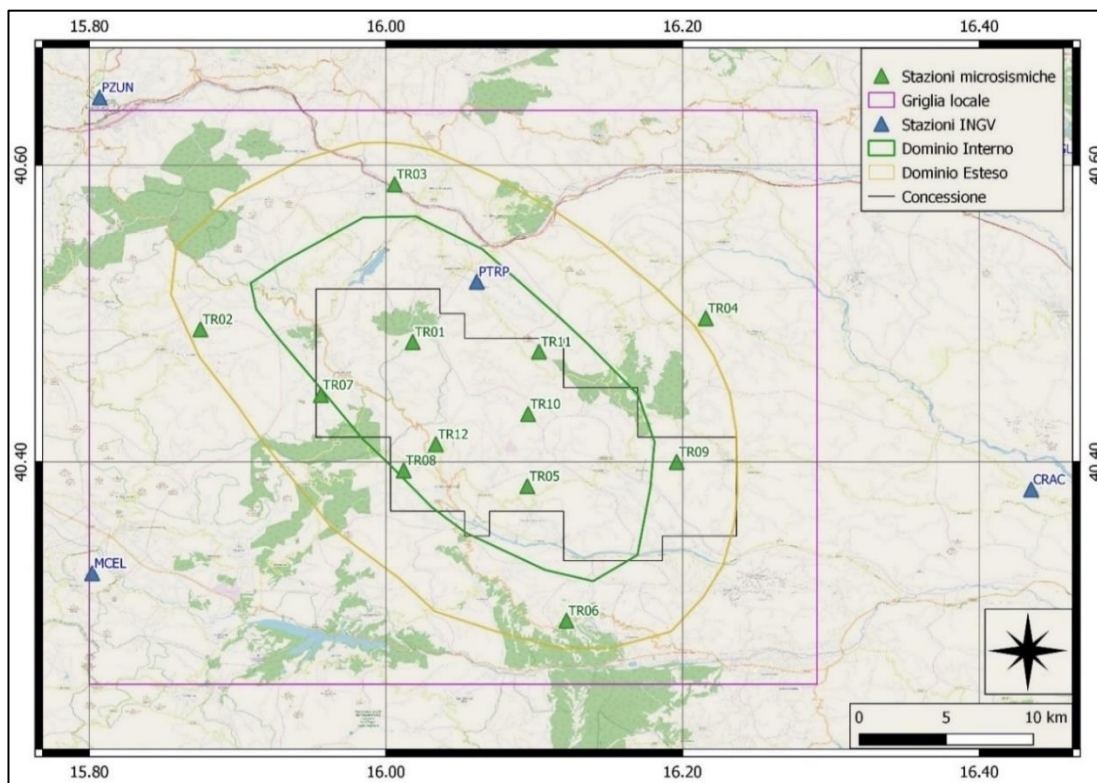 15.80 16.00 16.20 16.40
PZUN
Stazioni microsismiche
Griglia locale
Stazioni INGV
Dominio Interno
Dominio Esteso
Concessione
40.60 40.60
TR03
PTRP
TR02
TR01
TR04
TR11
TR07
TR10
TR12
40.40 40.40
TR08
TR09
TR05
CRAC
MCEL
TR06
0 5 10 km
15.80 16.00 16.20 16.40